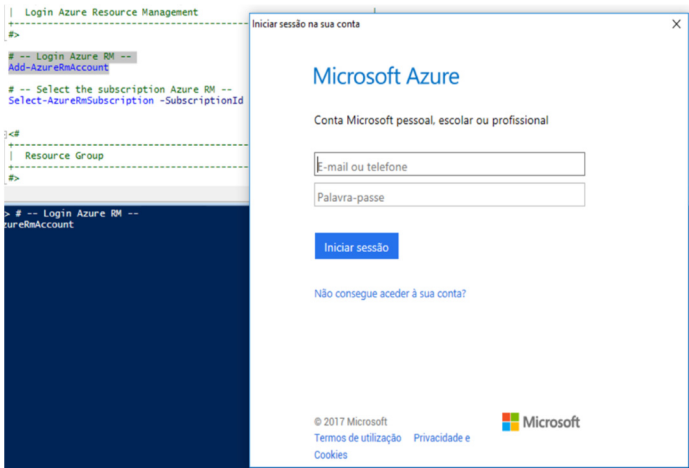 | Login Azure Resource Management |
+---
#>
# -- Login Azure RM --
Add-AzureRmAccount
# -- Select the subscription Azure RM --
Select-AzureRmSubscription -SubscriptionId
<#
+---
| Resource Group
+---
#>
> # -- Login Azure RM --
zureRmAccount
Iniciar sessão na sua conta
Microsoft Azure
Conta Microsoft pessoal, escolar ou profissional
E-mail ou telefone
Palavra-passe
Iniciar sessão
Não consegue aceder à sua conta?
© 2017 Microsoft
Termos de utilização Privacidade e
Cookies
Microsoft